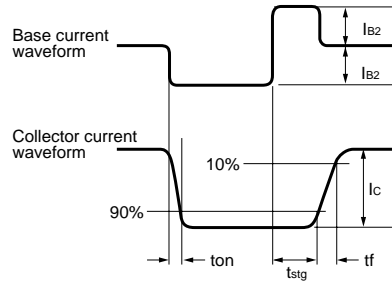 Base current
waveform
IB2
IB2
Collector current
waveform
10%
90%
IC
ton
tstg
tf